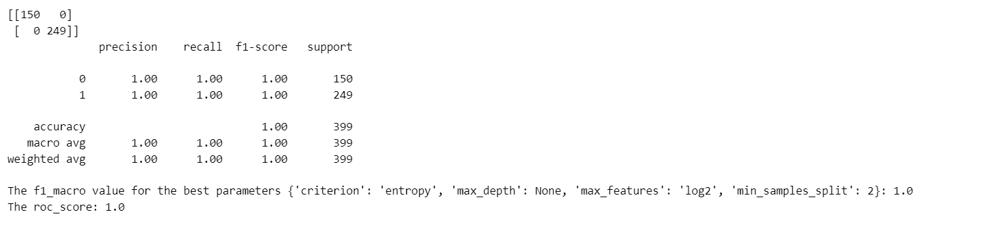 [[150   0]
 [  0 249]]
              precision    recall  f1-score   support

           0       1.00      1.00      1.00       150
           1       1.00      1.00      1.00       249

    accuracy                           1.00       399
   macro avg       1.00      1.00      1.00       399
weighted avg       1.00      1.00      1.00       399

The f1_macro value for the best parameters {'criterion': 'entropy', 'max_depth': None, 'max_features': 'log2', 'min_samples_split': 2}: 1.0
The roc_score: 1.0